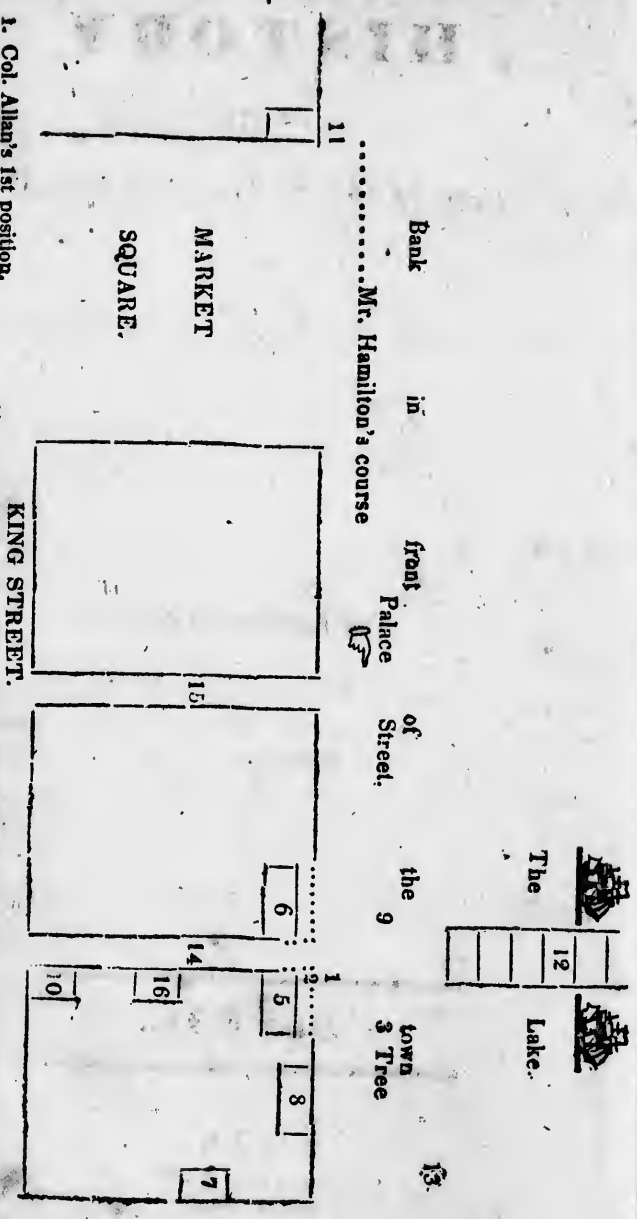 12
The Lake.
13
Bank in front of the town
Palace Street. 9 3 Tree
Mr. Hamilton's course
11 1
2
6 5 8
7
MARKET
15 14 16
SQUARE.
10
KING STREET.
1. Col. Allan's 1st position.